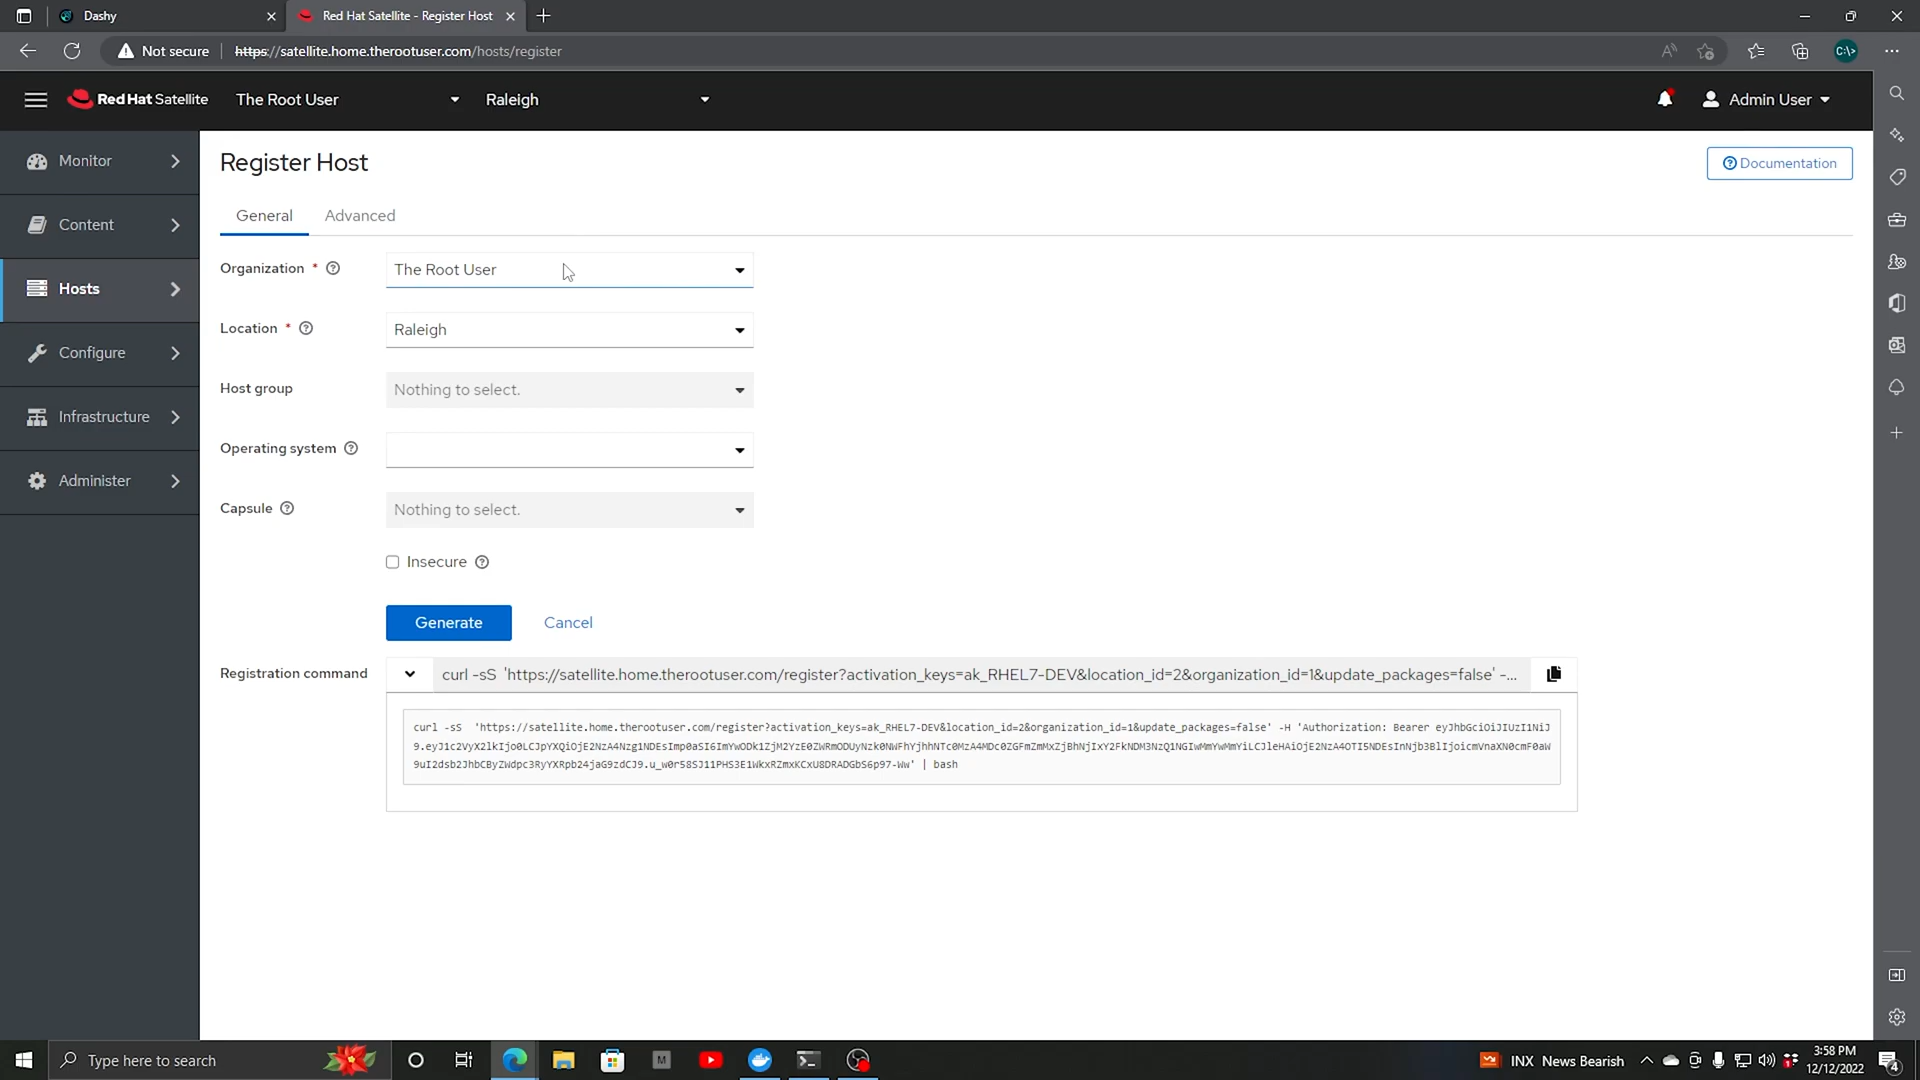 Dashy
Red Hat Satellite - Register Host
Not secure
https://satellite.home.therootuser.com/hosts/register
C:\>
Red Hat Satellite
The Root User
Raleigh
Admin User
Monitor
Content
Hosts
Configure
Infrastructure
Administer
Register Host
Documentation
General
Advanced
Organization *
The Root User
Location *
Raleigh
Host group
Nothing to select.
Operating system
Capsule
Nothing to select.
Insecure
Generate
Cancel
Registration command
curl -sS 'https://satellite.home.therootuser.com/register?activation_keys=ak_RHEL7-DEV&location_id=2&organization_id=1&update_packages=false' -...
curl -sS 'https://satellite.home.therootuser.com/register?activation_keys=ak_RHEL7-DEV&location_id=2&organization_id=1&update_packages=false' -H 'Authorization: Bearer
| bash
Type here to search
M
INX News Bearish
3:58 PM
12/12/2022
4